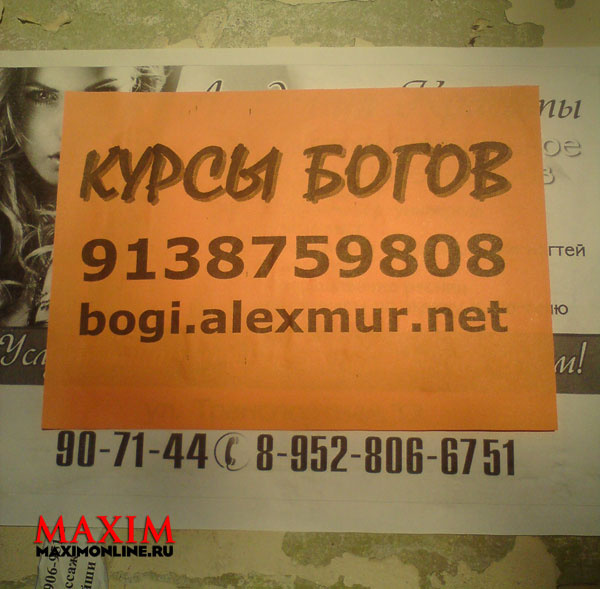 КУРСЫ БОГОВ
9138759808
bogi.alexmur.net
90-71-44 8-952-806-6751
MAXIM
MAXIMONLINE.RU